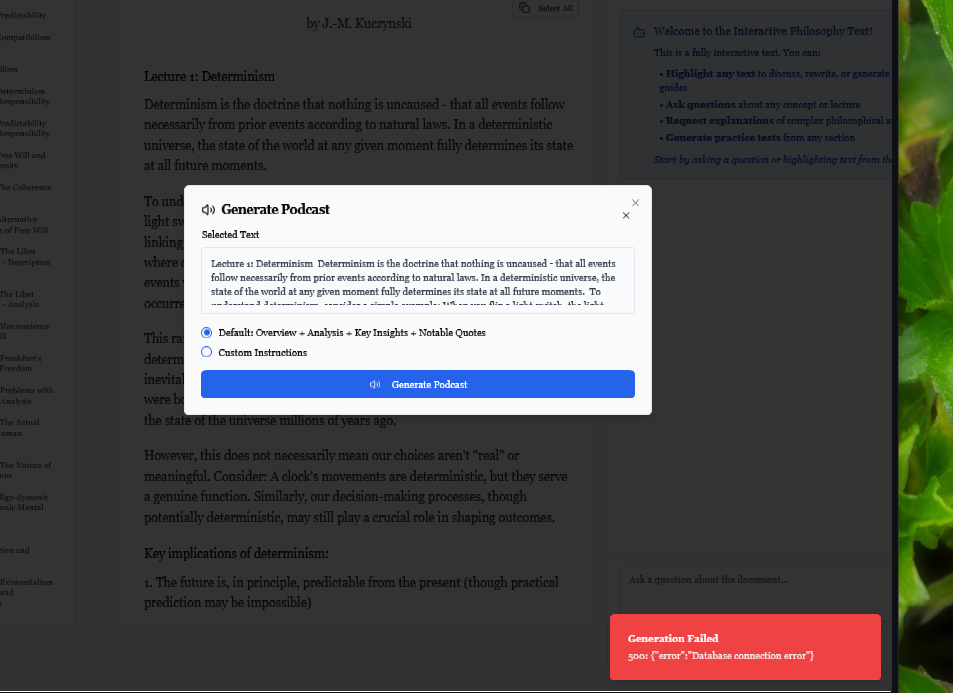 Predictability
Compatibilism
ilism
Determinism
Responsibility
Predictability
Responsibility
Free Will and
essity
The Coherence
Alternative
s of Free Will
The Libet
- Description
The Libet
- Analysis
Neuroscience
ill
Frankfurt's
Freedom
Problems with
Analysis
The Actual
uman
The Nature of
ues
Ego-dystonic
onic Mental
tion and
Existentialism
and
by J.-M. Kuczynski
Select All
Lecture 1: Determinism
Determinism is the doctrine that nothing is uncaused - that all events follow
necessarily from prior events according to natural laws. In a deterministic
universe, the state of the world at any given moment fully determines its state
at all future moments.
To und
light sw
linking
where
events
occurre
This ra
determ
inevita
were bo
the state of the universe millions of years ago.
However, this does not necessarily mean our choices aren't "real" or
meaningful. Consider: A clock's movements are deterministic, but they serve
a genuine function. Similarly, our decision-making processes, though
potentially deterministic, may still play a crucial role in shaping outcomes.
Key implications of determinism:
1. The future is, in principle, predictable from the present (though practical
prediction may be impossible)
Generate Podcast
Selected Text
Lecture 1: Determinism Determinism is the doctrine that nothing is uncaused - that all events
follow necessarily from prior events according to natural laws. In a deterministic universe, the
state of the world at any given moment fully determines its state at all future moments. To
understand determinism, consider a simple example: When you flip a light switch, the light
Default: Overview + Analysis + Key Insights + Notable Quotes
Custom Instructions
Generate Podcast
Welcome to the Interactive Philosophy Text!
This is a fully interactive text. You can:
• Highlight any text to discuss, rewrite, or generate
guides
• Ask questions about any concept or lecture
• Request explanations of complex philosophical a
• Generate practice tests from any section
Start by asking a question or highlighting text from the
Ask a question about the document...
Generation Failed
500: {"error":"Database connection error"}